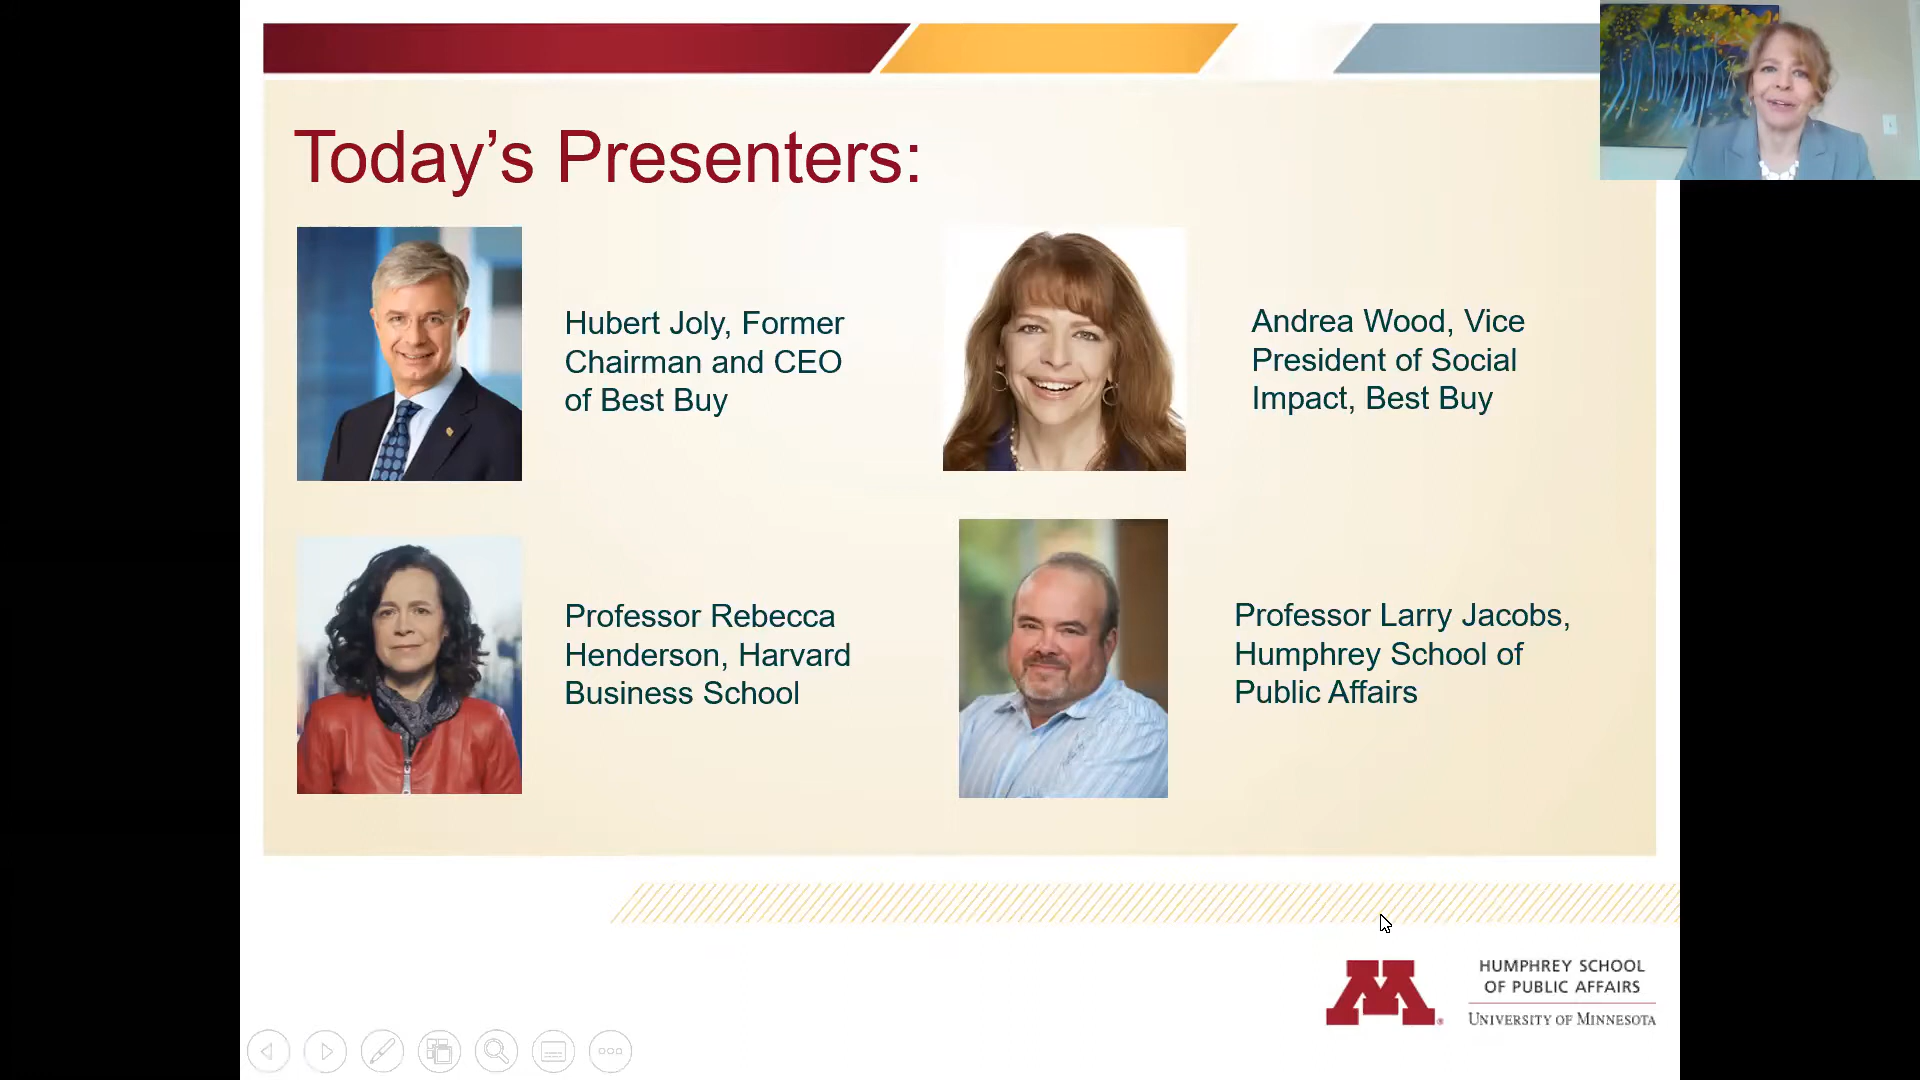 Today’s Presenters:
Hubert Joly, Former
Chairman and CEO
of Best Buy
Andrea Wood, Vice
President of Social
Impact, Best Buy
Professor Rebecca
Henderson, Harvard
Business School
Professor Larry Jacobs,
Humphrey School of
Public Affairs
M
HUMPHREY SCHOOL
OF PUBLIC AFFAIRS
UNIVERSITY OF MINNESOTA